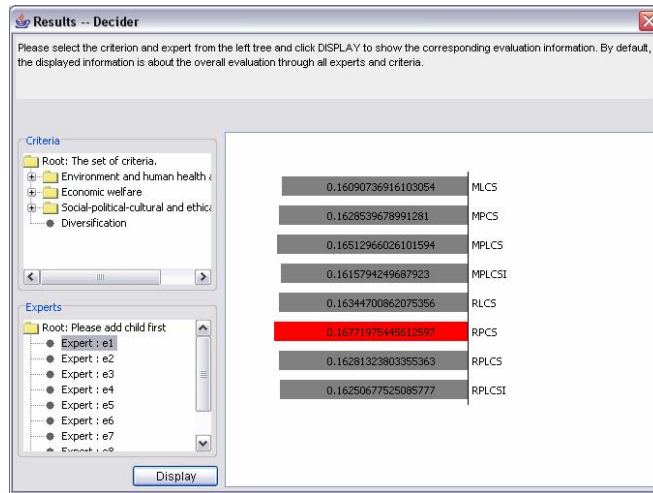 Results -- Decider
Please select the criterion and expert from the left tree and click DISPLAY to show the corresponding evaluation information. By default,
the displayed information is about the overall evaluation through all experts and criteria.
Criteria
Root: The set of criteria.
Environment and human health
Economic welfare
Social-political-cultural and
Diversification
Experts
Root: Please add child first
Expert : e1
Expert : e2
Expert : e3
Expert : e4
Expert : e5
Expert : e6
Expert : e7
Expert : e8
Display
0.16090736916103054 MLCS
0.1628539678991281 MPCS
0.16512966026101594 MPLCS
0.1615794249687923 MPLCSI
0.16344700862075356 RLCS
0.16771975445612597 RPCS
0.16281323803355363 RPLCS
0.16250677525085777 RPLCSI